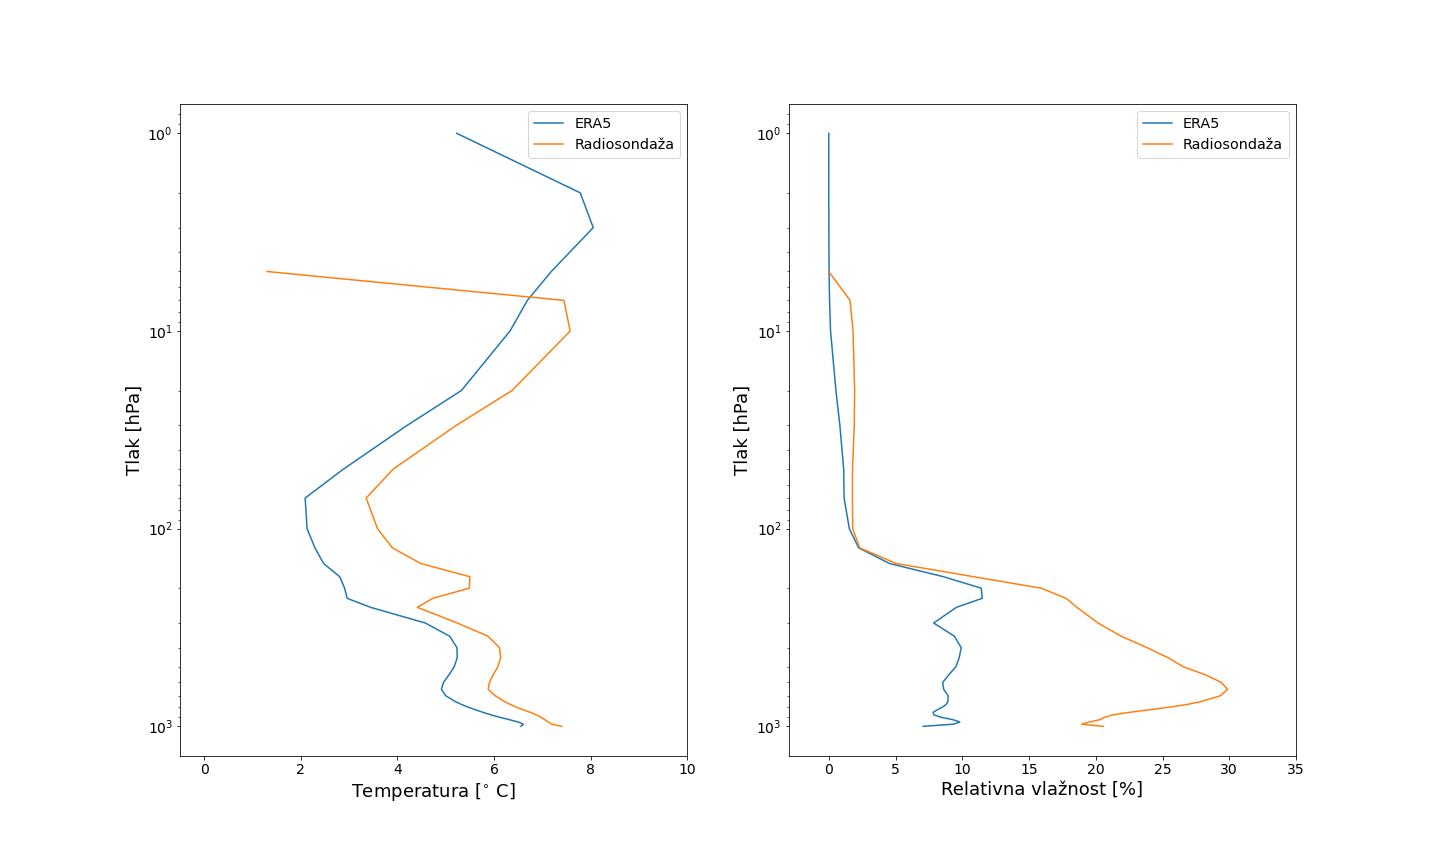 ERA5
Radiosondaža
10⁰
10¹
10²
10³
Tlak [hPa]
0 2 4 6 8 10
Temperatura [° C]
ERA5
Radiosondaža
10⁰
10¹
10²
10³
Tlak [hPa]
0 5 10 15 20 25 30 35
Relativna vlažnost [%]